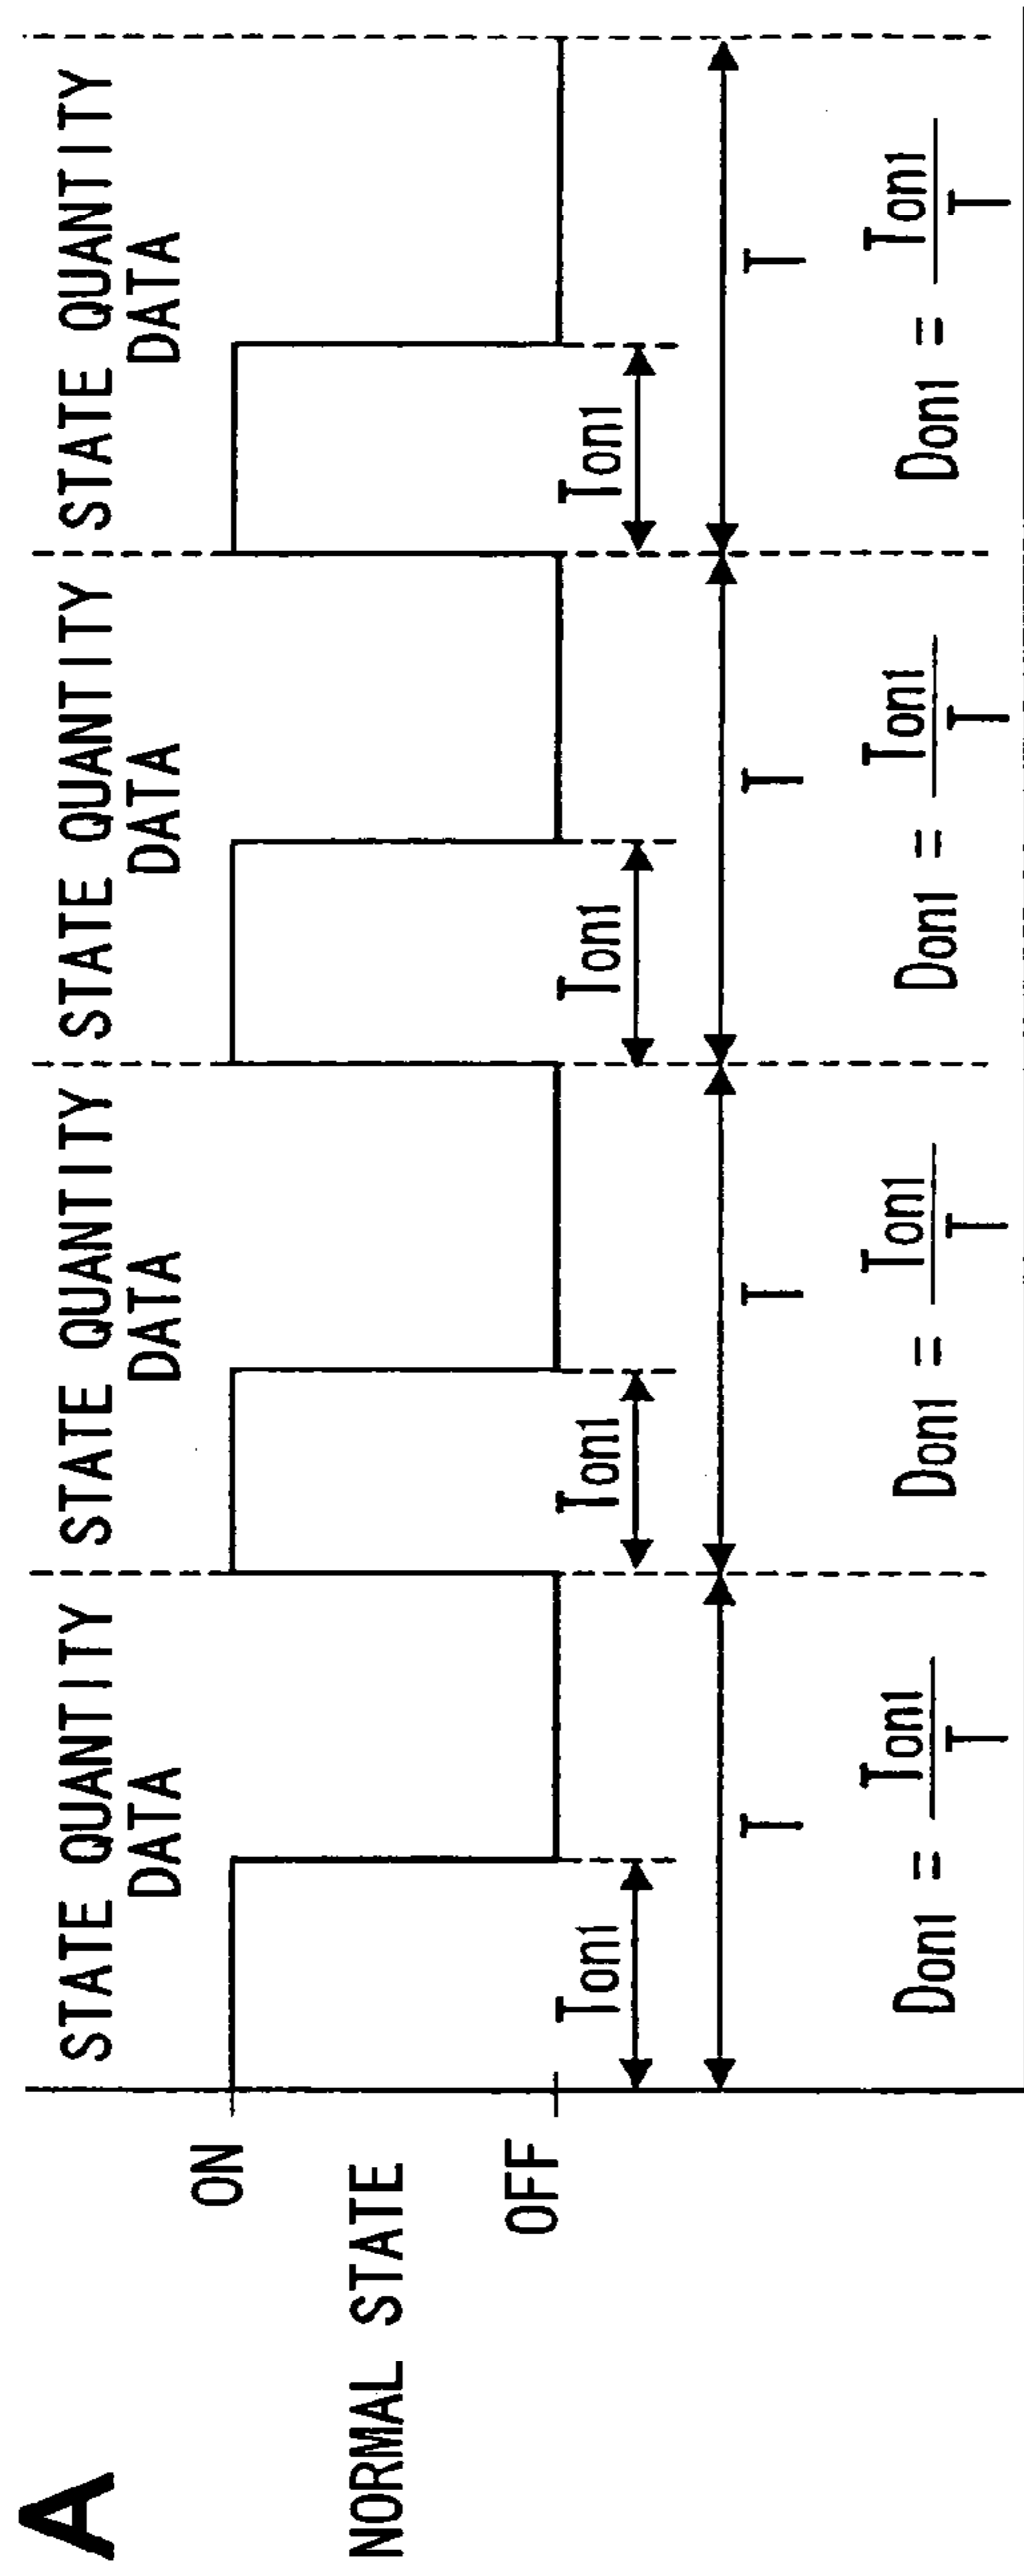 A
NORMAL STATE
ON
OFF
STATE QUANTITY
DATA
STATE QUANTITY
DATA
STATE QUANTITY
DATA
STATE QUANTITY
DATA
Ton1
Ton1
Ton1
Ton1
T
T
T
T
Don1 = Ton1
T
Don1 = Ton1
T
Don1 = Ton1
T
Don1 = Ton1
T